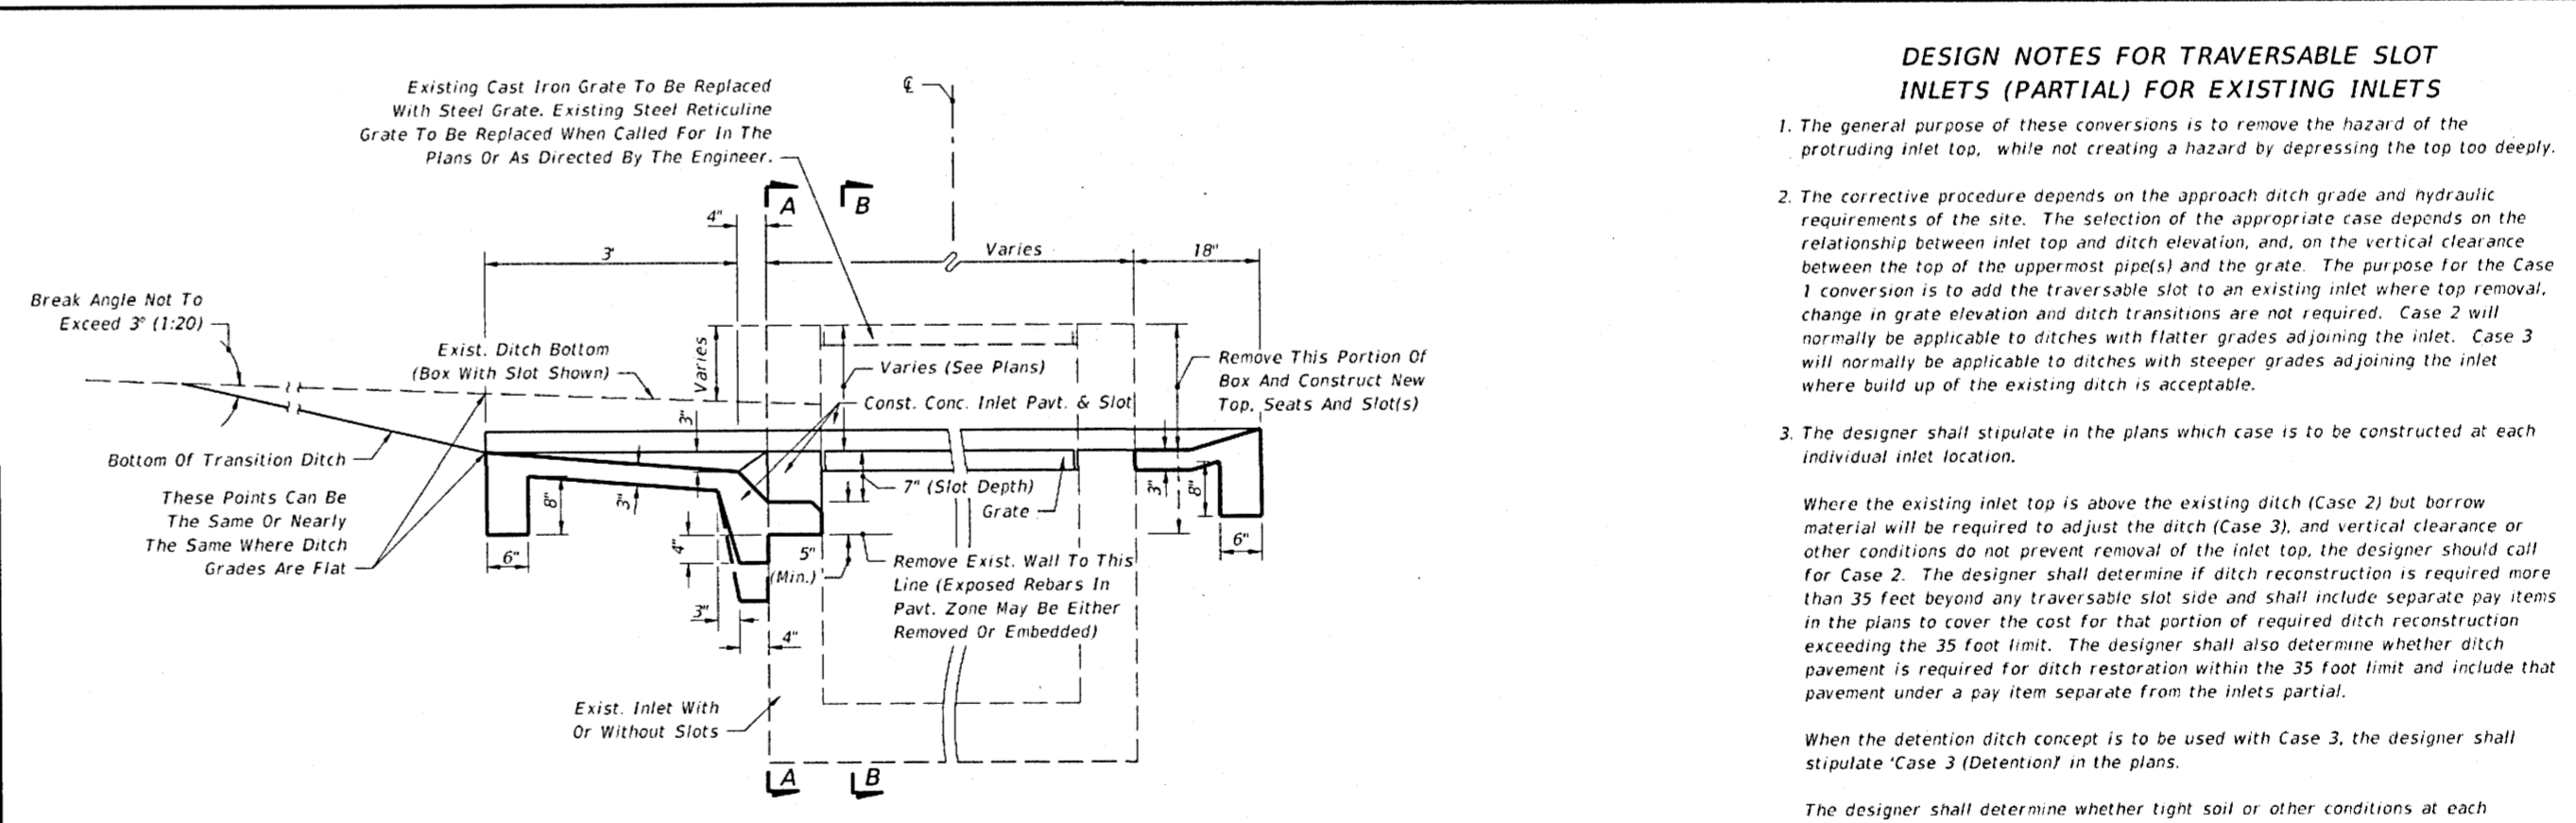 Existing Cast Iron Grate To Be Replaced
With Steel Grate. Existing Steel Reticuline
Grate To Be Replaced When Called For In The
Plans Or As Directed By The Engineer.
℄
A
B
4"
3'
Varies
18"
Break Angle Not To
Exceed 3° (1:20)
Exist. Ditch Bottom
(Box With Slot Shown)
Varies
Varies (See Plans)
Remove This Portion Of
Box And Construct New
Top, Seats And Slot(s)
Const. Conc. Inlet Pavt. & Slot
3"
Bottom Of Transition Ditch
These Points Can Be
The Same Or Nearly
The Same Where Ditch
Grades Are Flat
8"
3"
7" (Slot Depth)
Grate
3"
8"
6"
4"
5"
(Min.)
6"
Remove Exist. Wall To This
Line (Exposed Rebars In
Pavt. Zone May Be Either
Removed Or Embedded)
3"
4"
Exist. Inlet With
Or Without Slots
A
B
DESIGN NOTES FOR TRAVERSABLE SLOT
INLETS (PARTIAL) FOR EXISTING INLETS
1. The general purpose of these conversions is to remove the hazard of the
protruding inlet top, while not creating a hazard by depressing the top too deeply.
2. The corrective procedure depends on the approach ditch grade and hydraulic
requirements of the site. The selection of the appropriate case depends on the
relationship between inlet top and ditch elevation, and, on the vertical clearance
between the top of the uppermost pipe(s) and the grate. The purpose for the Case
1 conversion is to add the traversable slot to an existing inlet where top removal,
change in grate elevation and ditch transitions are not required. Case 2 will
normally be applicable to ditches with flatter grades adjoining the inlet. Case 3
will normally be applicable to ditches with steeper grades adjoining the inlet
where build up of the existing ditch is acceptable.
3. The designer shall stipulate in the plans which case is to be constructed at each
individual inlet location.
Where the existing inlet top is above the existing ditch (Case 2) but borrow
material will be required to adjust the ditch (Case 3), and vertical clearance or
other conditions do not prevent removal of the inlet top, the designer should call
for Case 2. The designer shall determine if ditch reconstruction is required more
than 35 feet beyond any traversable slot side and shall include separate pay items
in the plans to cover the cost for that portion of required ditch reconstruction
exceeding the 35 foot limit. The designer shall also determine whether ditch
pavement is required for ditch restoration within the 35 foot limit and include that
pavement under a pay item separate from the inlets partial.
When the detention ditch concept is to be used with Case 3, the designer shall
stipulate 'Case 3 (Detention)' in the plans.
The designer shall determine whether tight soil or other conditions at each